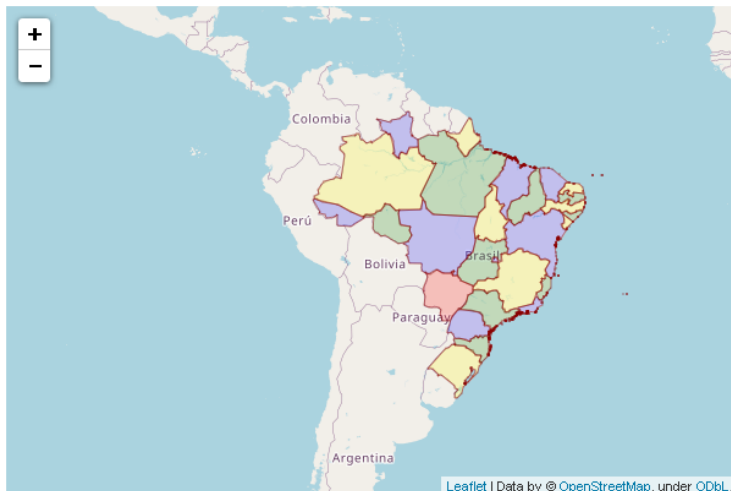 +
−
Colombia
Perú
Brasil
Bolivia
Paraguay
Argentina
Leaflet | Data by © OpenStreetMap, under ODbL.